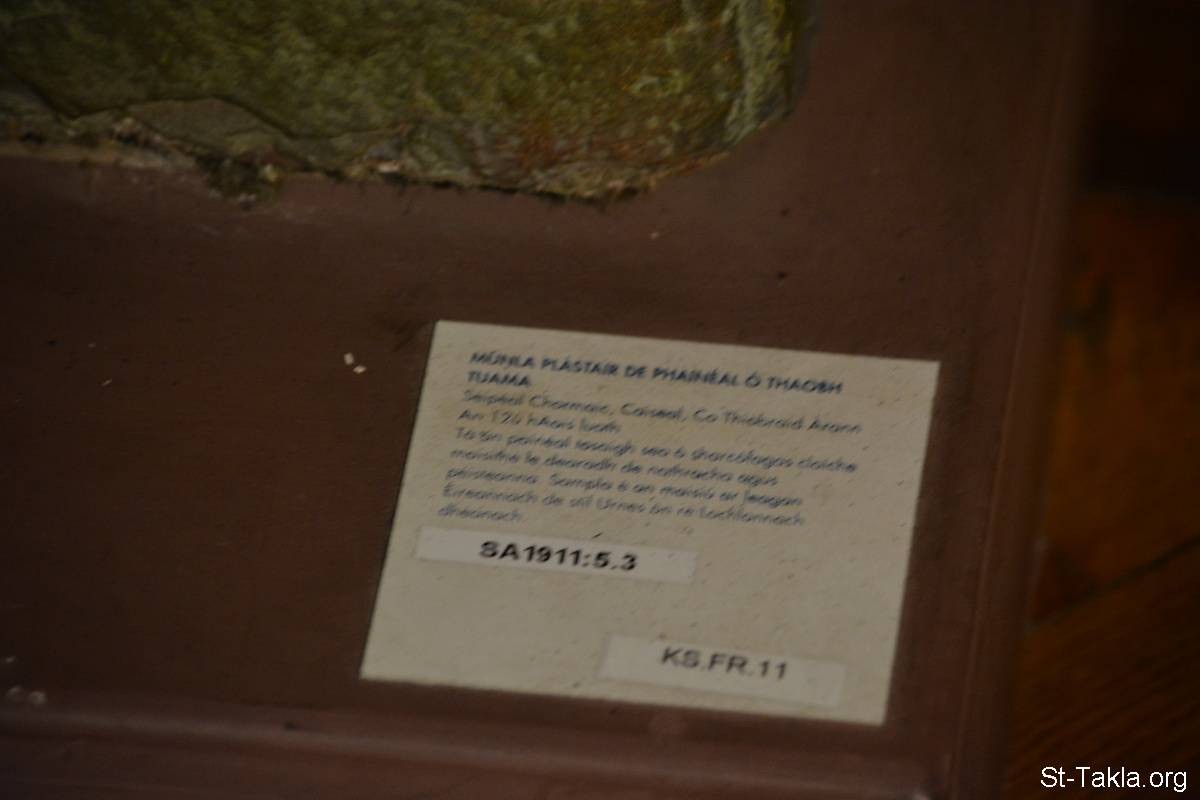 MÚNLA PLÁSTAIR DE PHAINÉAL Ó THAOBH
TUAMA
Séipéal Chormaic, Caiseal, Co Thiobraid Árann
An 12ú hAois luath
Tá an painéal tosaigh seo ó sharcófagas cloiche
maisithe le dearadh de nathracha agus
péisteanna. Sampla é an maisiú ar leagan
Éireannach de stíl Urnes ón ré Lochlannach
dhéanach.
SA1911:5.3
KS.FR.11
St-Takla.org